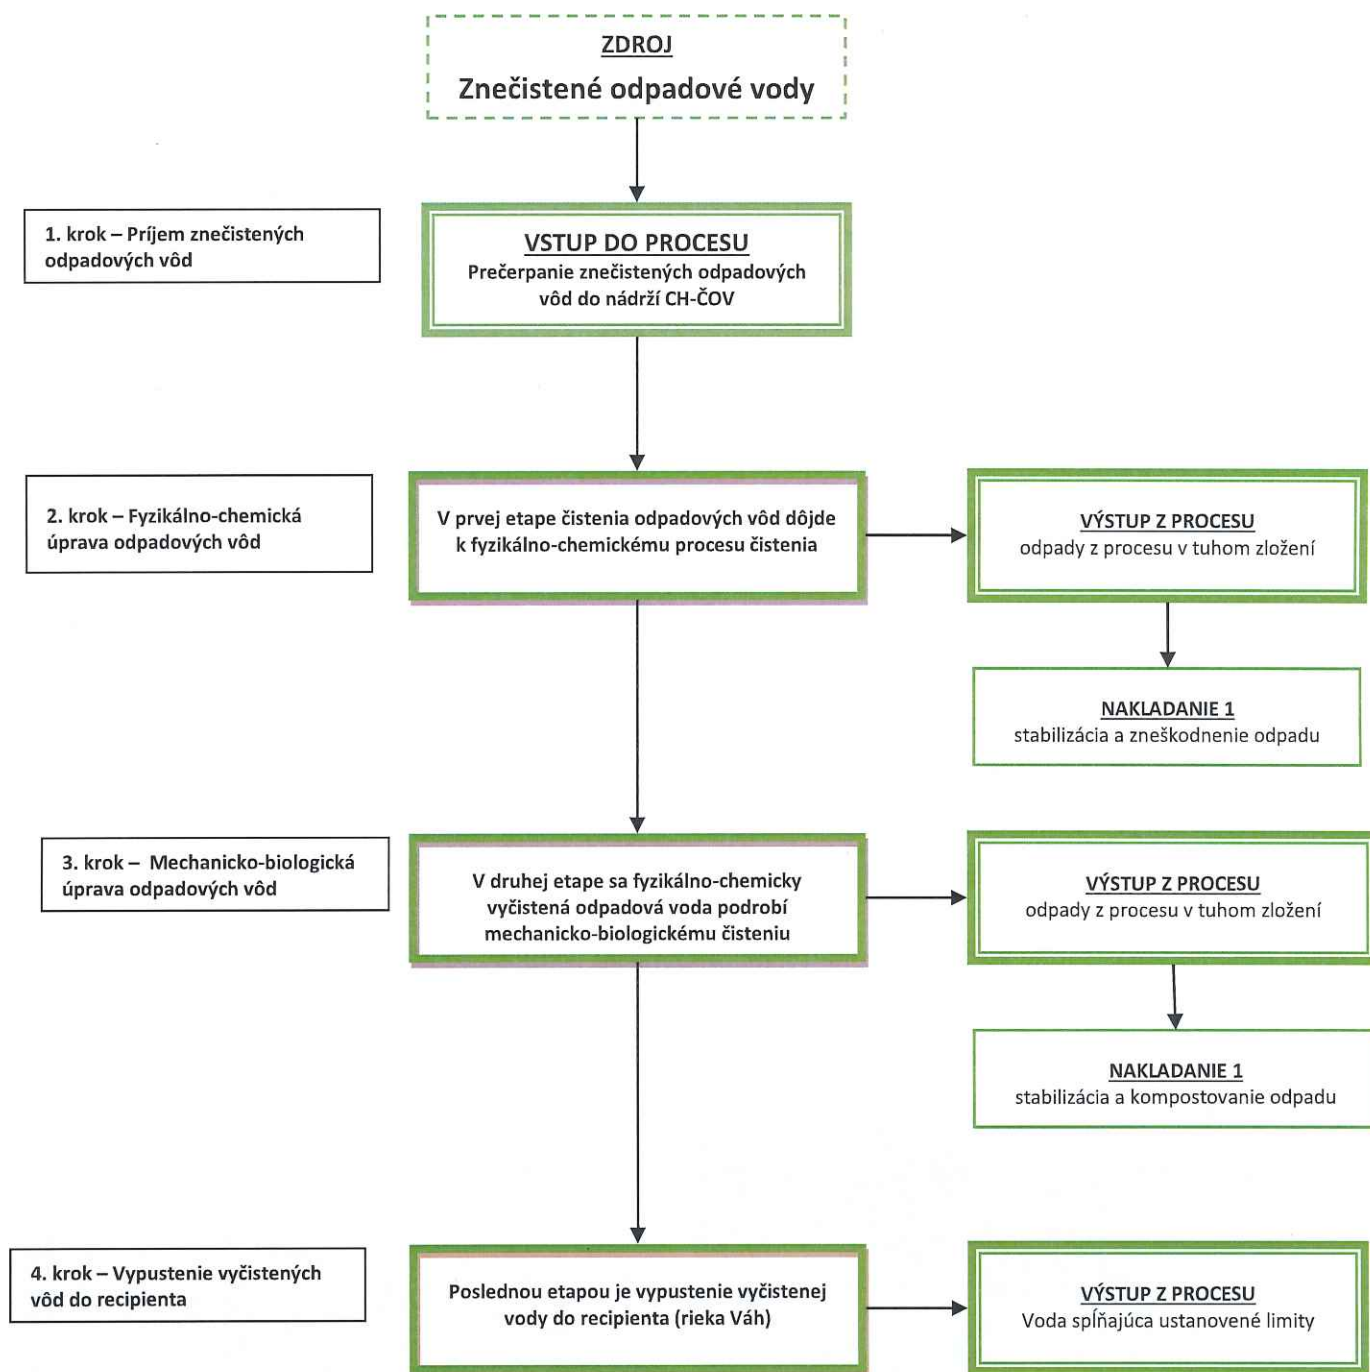 ZDROJ
Znečistené odpadové vody
1. krok – Príjem znečistených
odpadových vôd
VSTUP DO PROCESU
Prečerpanie znečistených odpadových
vôd do nádrží CH-ČOV
2. krok – Fyzikálno-chemická
úprava odpadových vôd
V prvej etape čistenia odpadových vôd dôjde
k fyzikálno-chemickému procesu čistenia
VÝSTUP Z PROCESU
odpady z procesu v tuhom zložení
NAKLADANIE 1
stabilizácia a zneškodnenie odpadu
3. krok – Mechanicko-biologická
úprava odpadových vôd
V druhej etape sa fyzikálno-chemicky
vyčistená odpadová voda podrobí
mechanicko-biologickému čisteniu
VÝSTUP Z PROCESU
odpady z procesu v tuhom zložení
NAKLADANIE 1
stabilizácia a kompostovanie odpadu
4. krok – Vypustenie vyčistených
vôd do recipienta
Poslednou etapou je vypustenie vyčistenej
vody do recipienta (rieka Váh)
VÝSTUP Z PROCESU
Voda spĺňajúca ustanovené limity